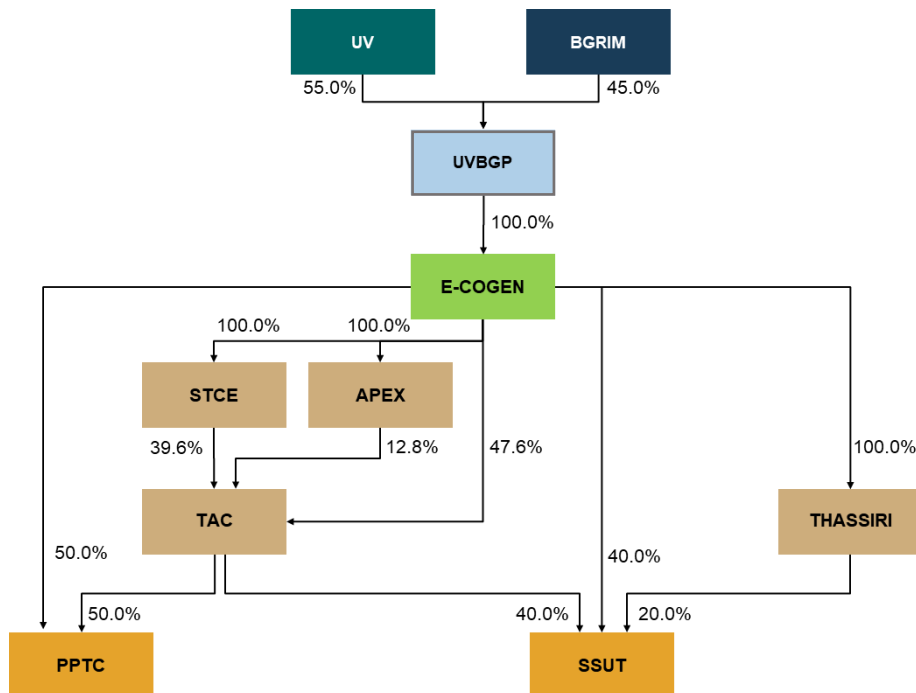 UV
BGRIM
55.0%
45.0%
UVBGP
100.0%
E-COGEN
100.0%
100.0%
STCE
APEX
39.6%
12.8%
47.6%
100.0%
TAC
THASSIRI
50.0%
40.0%
50.0%
40.0%
20.0%
PPTC
SSUT